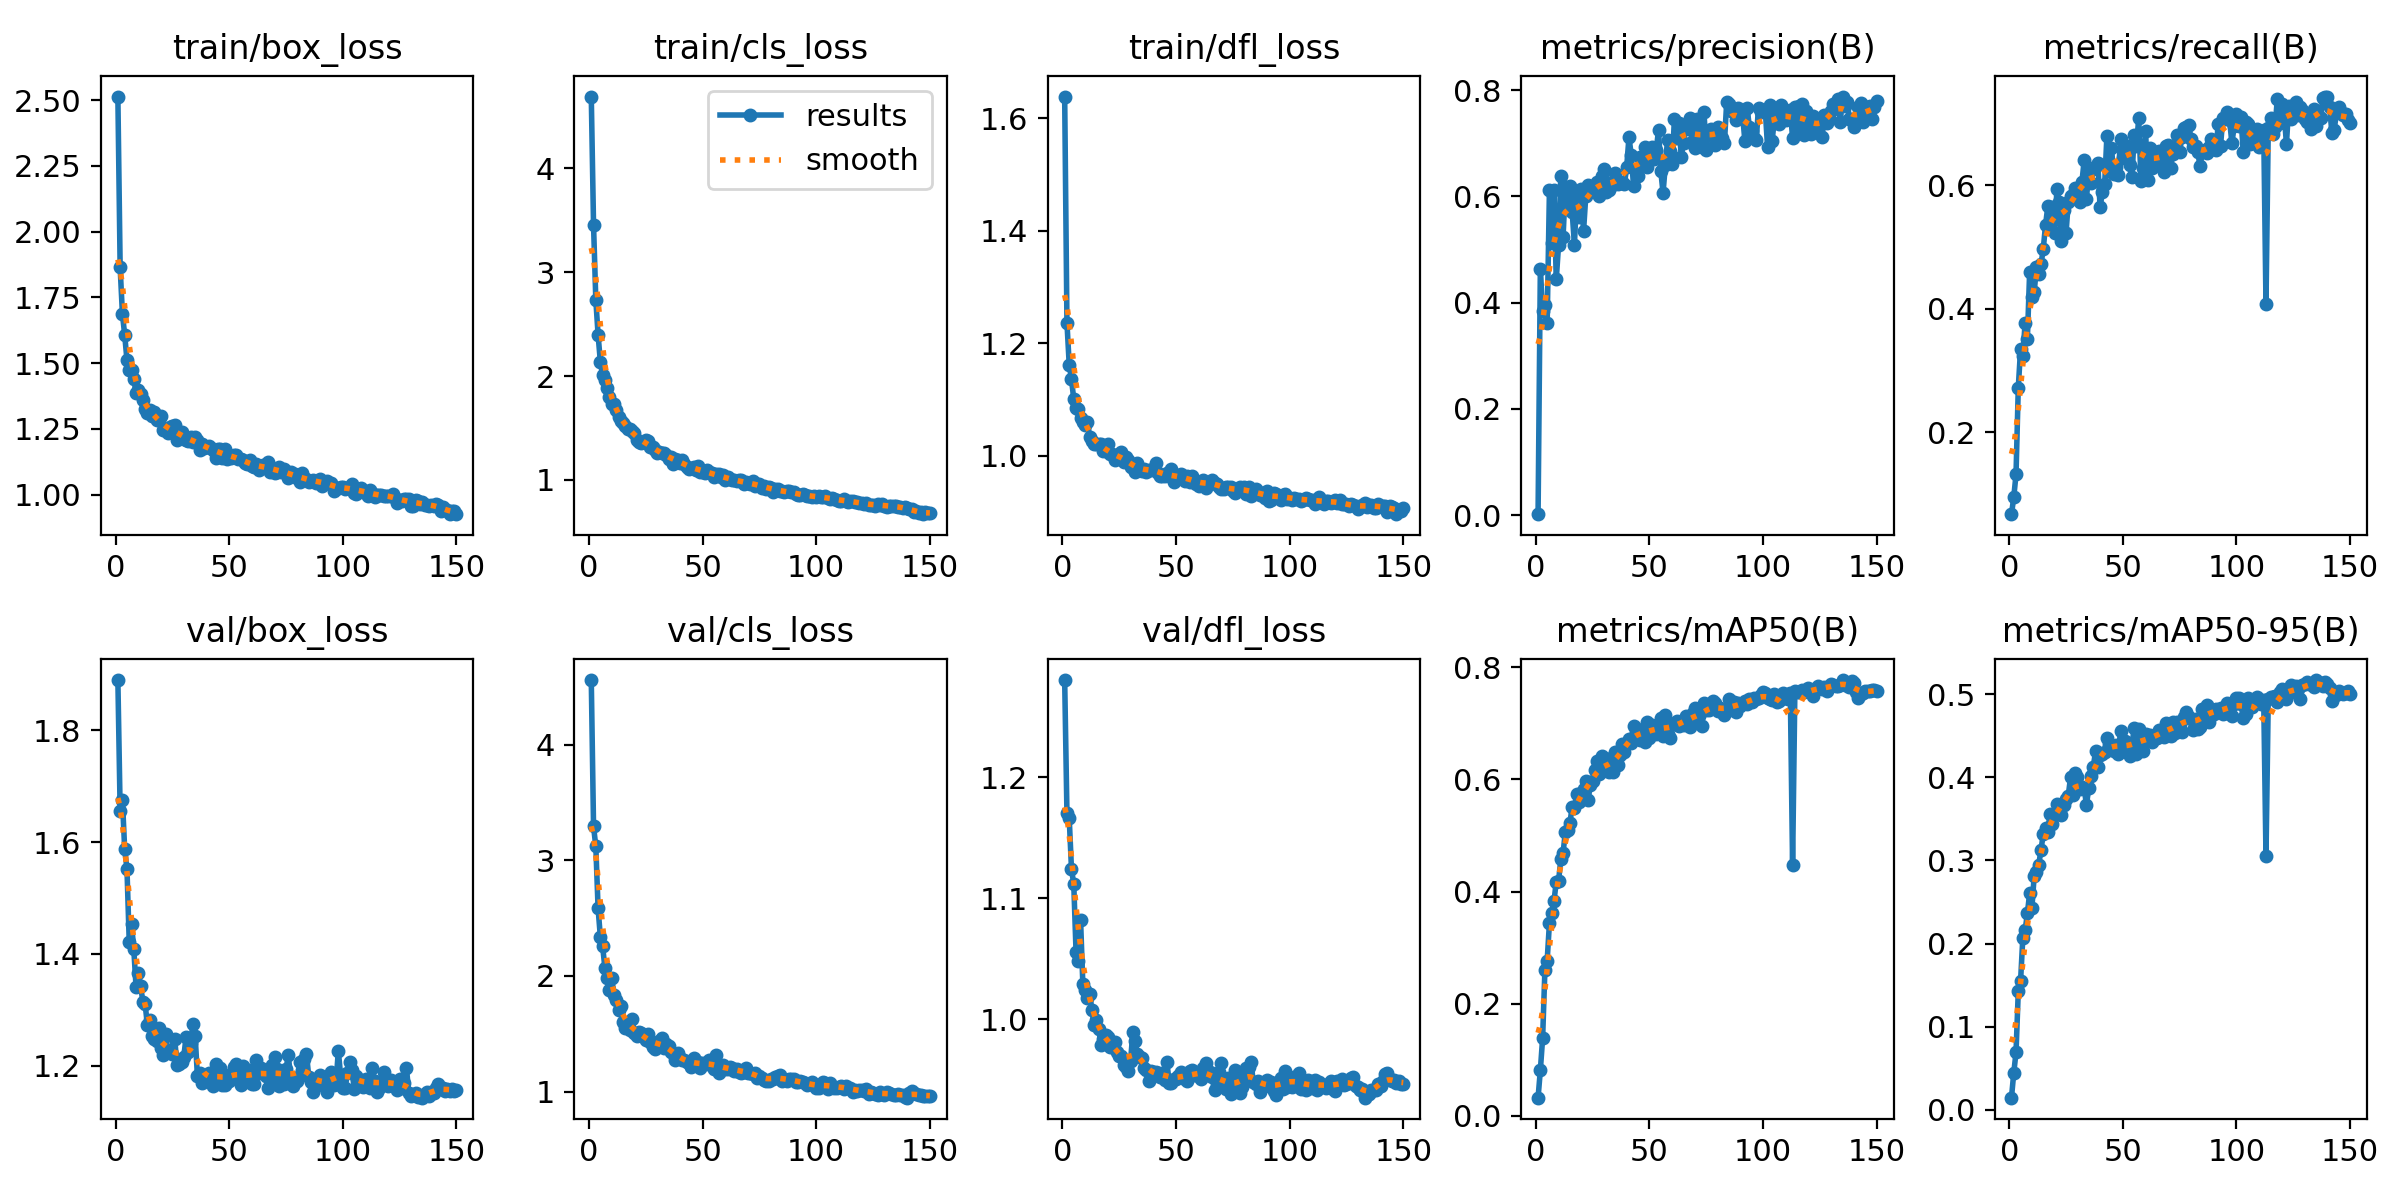 train/box_loss
2.50
2.25
2.00
1.75
1.50
1.25
1.00
0 50 100 150
train/cls_loss
results
smooth
4
3
2
1
0 50 100 150
train/dfl_loss
1.6
1.4
1.2
1.0
0 50 100 150
metrics/precision(B)
0.8
0.6
0.4
0.2
0.0
0 50 100 150
metrics/recall(B)
0.6
0.4
0.2
0 50 100 150
val/box_loss
1.8
1.6
1.4
1.2
0 50 100 150
val/cls_loss
4
3
2
1
0 50 100 150
val/dfl_loss
1.2
1.1
1.0
0 50 100 150
metrics/mAP50(B)
0.8
0.6
0.4
0.2
0.0
0 50 100 150
metrics/mAP50-95(B)
0.5
0.4
0.3
0.2
0.1
0.0
0 50 100 150